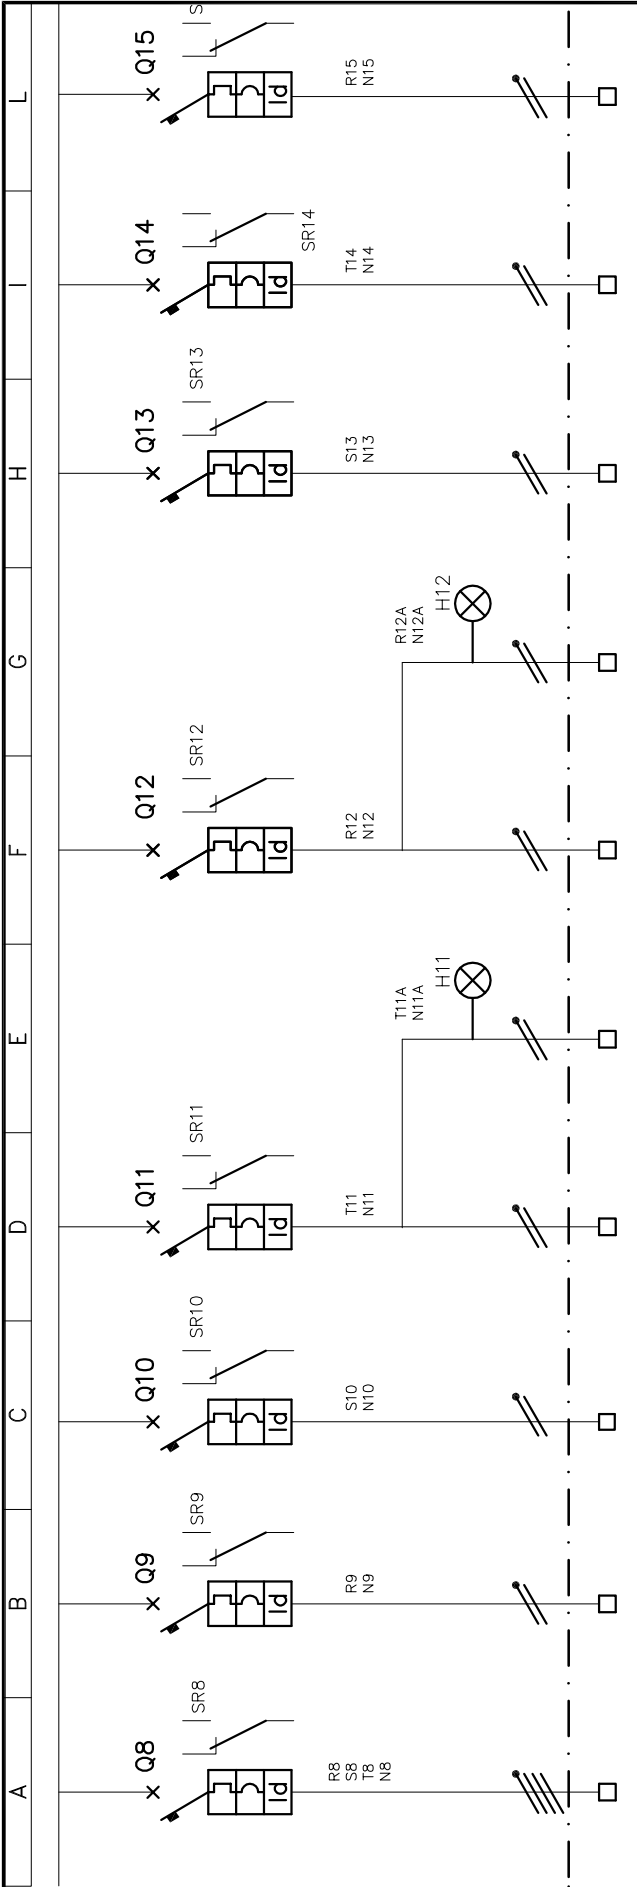 A
B
C
D
E
F
G
H
I
L
Q8
SR8
Id
R8
S8
T8
N8
Q9
SR9
Id
R9
N9
Q10
SR10
Id
S10
N10
Q11
SR11
Id
T11
N11
T11A
N11A
H11
Q12
SR12
Id
R12
N12
R12A
N12A
H12
Q13
SR13
Id
S13
N13
Q14
SR14
Id
T14
N14
Q15
S
Id
R15
N15